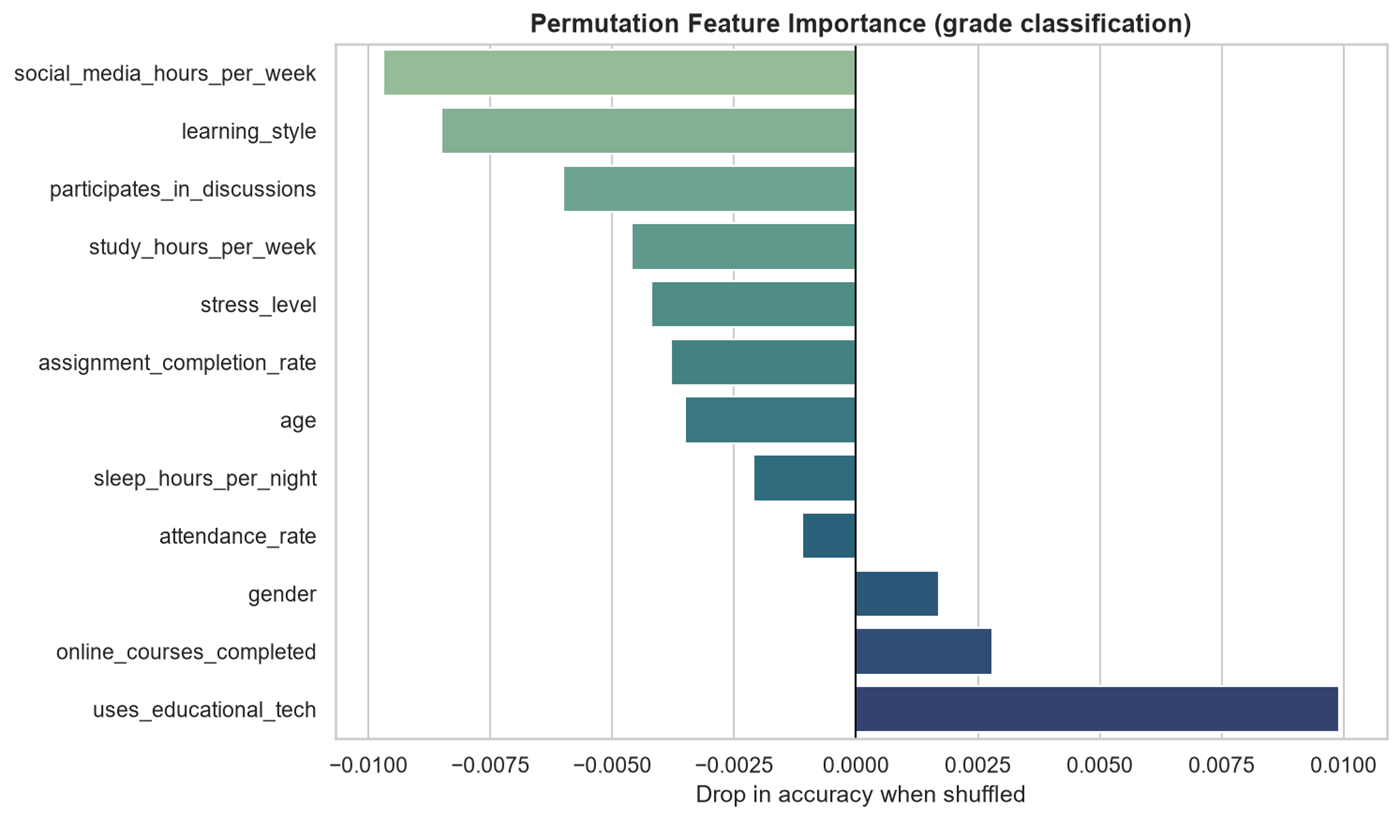 Permutation Feature Importance (grade classification)
social_media_hours_per_week
learning_style
participates_in_discussions
study_hours_per_week
stress_level
assignment_completion_rate
age
sleep_hours_per_night
attendance_rate
gender
online_courses_completed
uses_educational_tech
−0.0100 −0.0075 −0.0050 −0.0025 0.0000 0.0025 0.0050 0.0075 0.0100
Drop in accuracy when shuffled